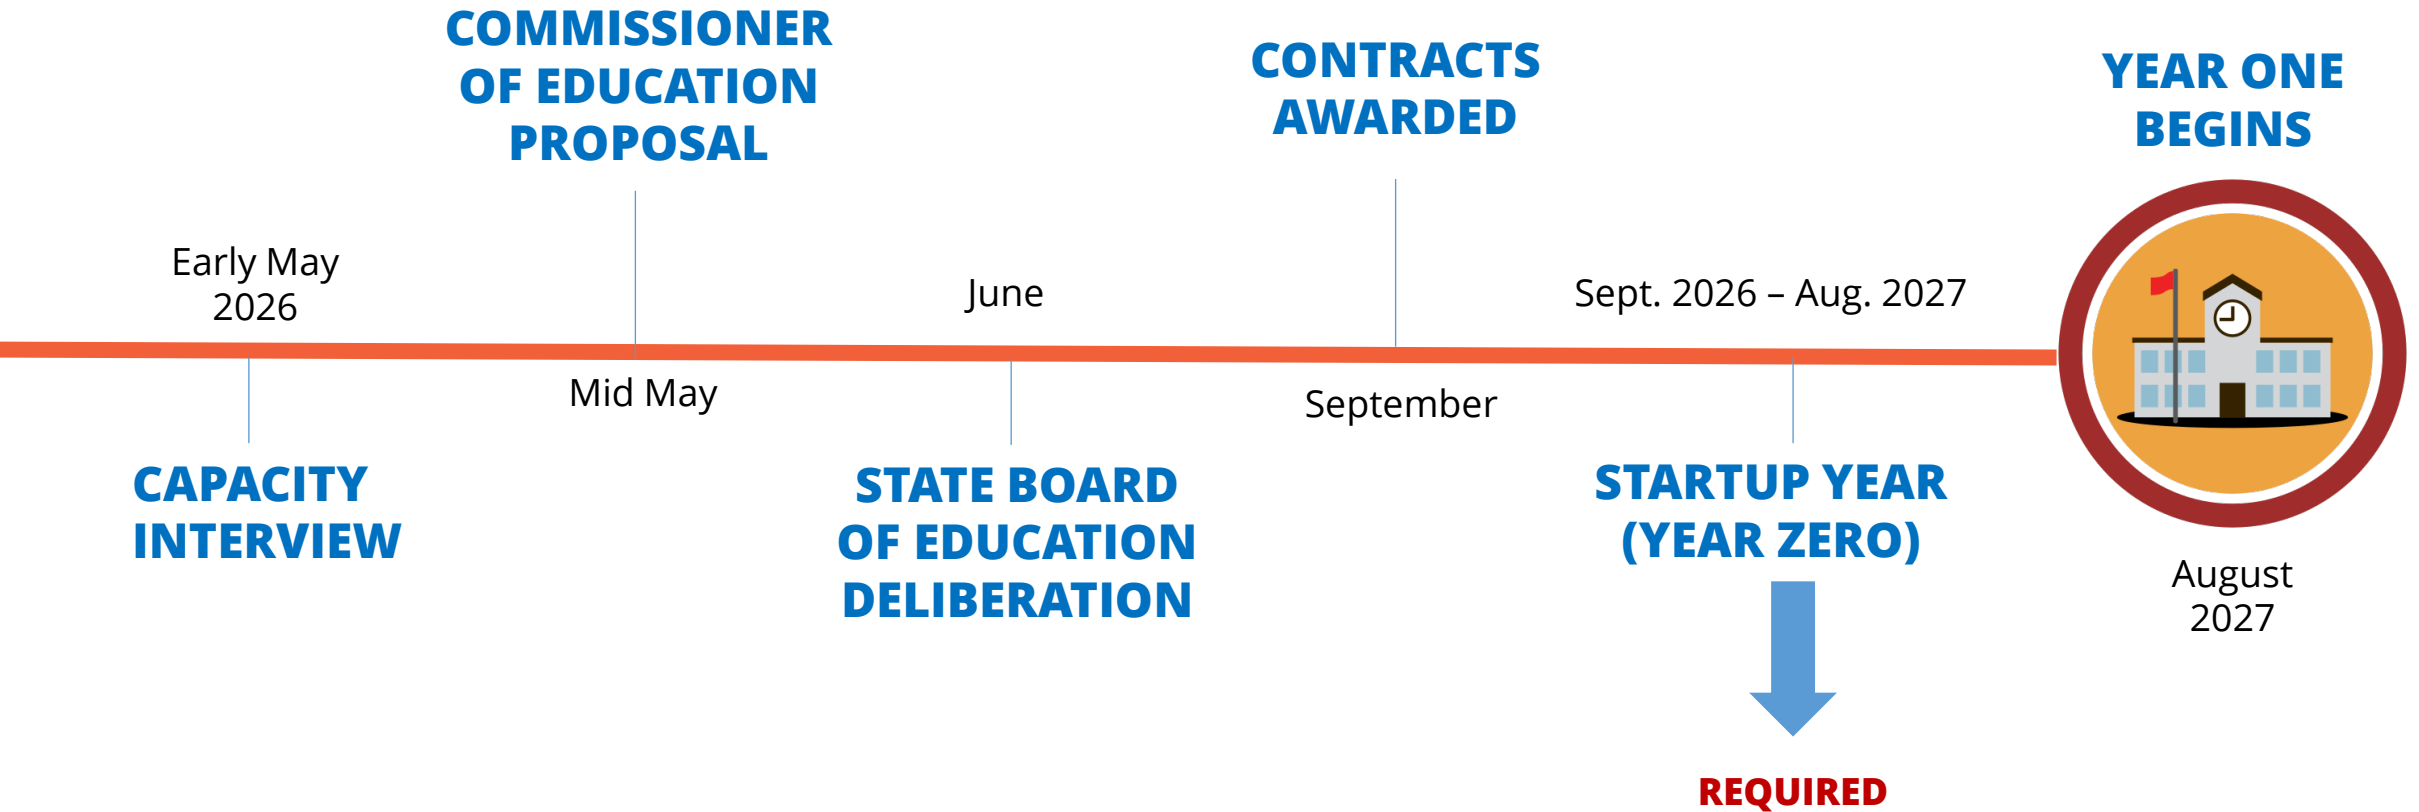 COMMISSIONER
OF EDUCATION
PROPOSAL
CONTRACTS
AWARDED
YEAR ONE
BEGINS
Early May
2026
June
Sept. 2026 – Aug. 2027
Mid May
September
CAPACITY
INTERVIEW
STATE BOARD
OF EDUCATION
DELIBERATION
STARTUP YEAR
(YEAR ZERO)
August
2027
REQUIRED